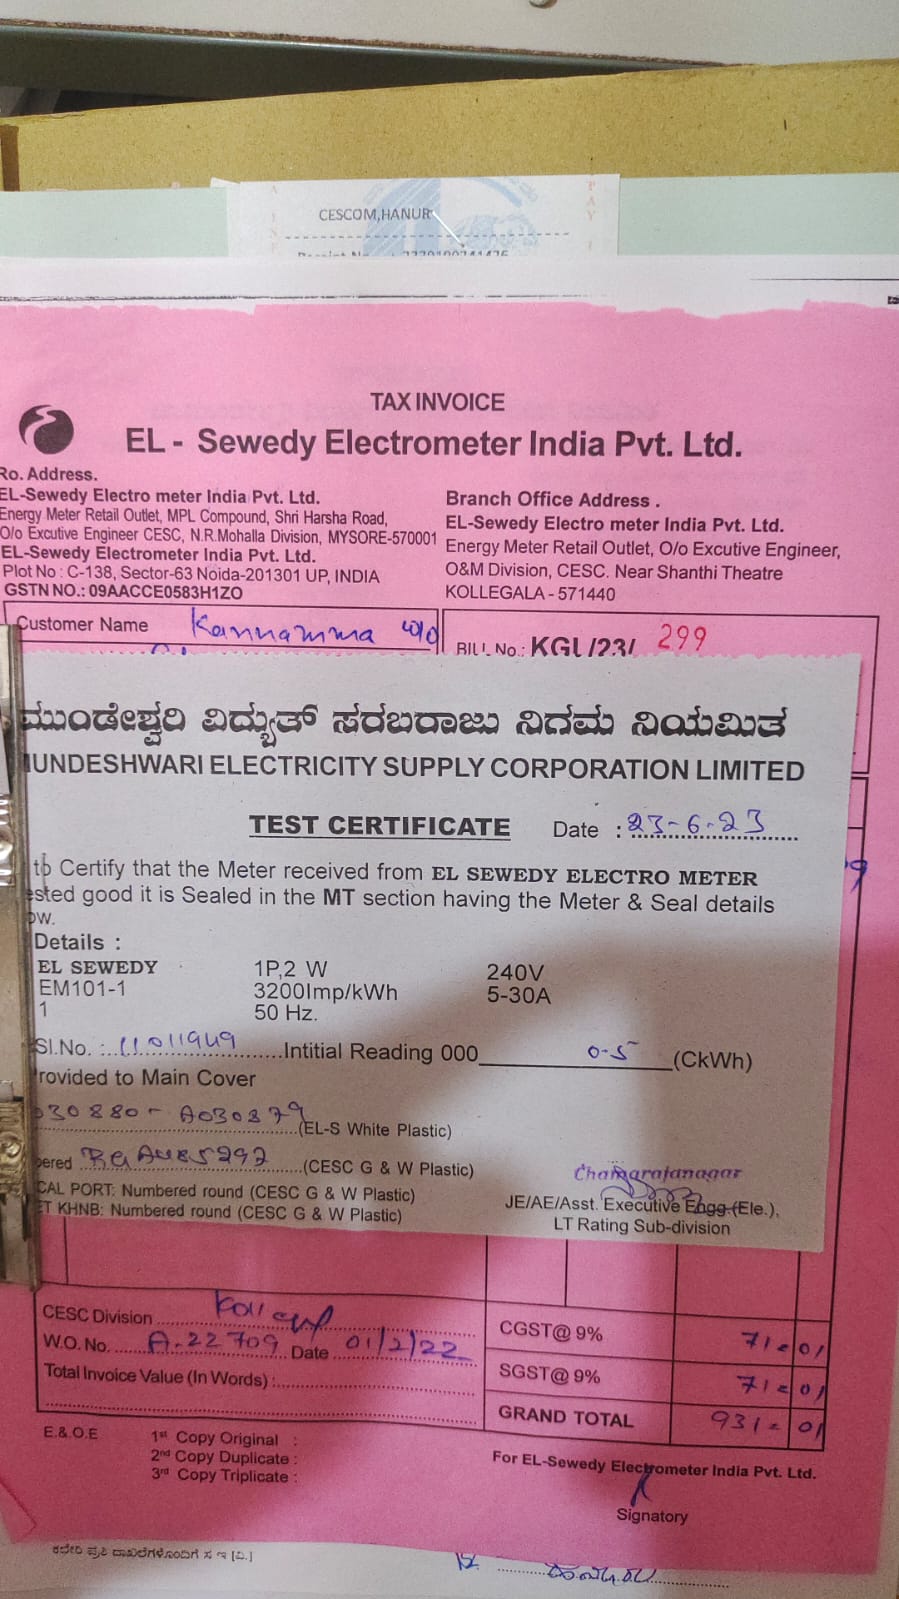 CESCOM,HANUR
TAX INVOICE
EL - Sewedy Electrometer India Pvt. Ltd.
Ro. Address.
EL-Sewedy Electro meter India Pvt. Ltd.
Energy Meter Retail Outlet, MPL Compound, Shri Harsha Road,
O/o Excutive Engineer CESC, N.R.Mohalla Division, MYSORE-570001
EL-Sewedy Electrometer India Pvt. Ltd.
Plot No : C-138, Sector-63 Noida-201301 UP, INDIA
GSTN NO.: 09AACCE0583H1ZO
Branch Office Address .
EL-Sewedy Electro meter India Pvt. Ltd.
Energy Meter Retail Outlet, O/o Excutive Engineer,
O&M Division, CESC. Near Shanthi Theatre
KOLLEGALA - 571440
Customer Name Kannamma w/o
BILL No.: KGL/23/ 299
ಮುಂಡೇಶ್ವರಿ ವಿದ್ಯುತ್ ಸರಬರಾಜು ನಿಗಮ ನಿಯಮಿತ
MUNDESHWARI ELECTRICITY SUPPLY CORPORATION LIMITED
TEST CERTIFICATE Date : 23-6-23
to Certify that the Meter received from EL SEWEDY ELECTRO METER
ested good it is Sealed in the MT section having the Meter & Seal details
ow.
Details :
EL SEWEDY 1P,2 W 240V
EM101-1 3200Imp/kWh 5-30A
1 50 Hz.
Sl.No. : 11011949 Intitial Reading 000 0-5 (CkWh)
rovided to Main Cover
030880- A030879 (EL-S White Plastic)
bered (CESC G & W Plastic)
CAL PORT: Numbered round (CESC G & W Plastic)
ET KHNB: Numbered round (CESC G & W Plastic)
Chamarajanagar
JE/AE/Asst. Executive Engg.(Ele.),
LT Rating Sub-division
CESC Division
W.O. No. A-22709 Date 01/2/22
Total Invoice Value (In Words) :
CGST@ 9% 71=01
SGST@ 9% 71=01
GRAND TOTAL 931=01
E.& O.E
1st Copy Original :
2nd Copy Duplicate :
3rd Copy Triplicate :
For EL-Sewedy Electrometer India Pvt. Ltd.
Signatory
ಕಛೇರಿ ಪ್ರತಿ ದಾಖಲೆಗಳೊಂದಿಗೆ ಸ ಇ [ವಿ.]